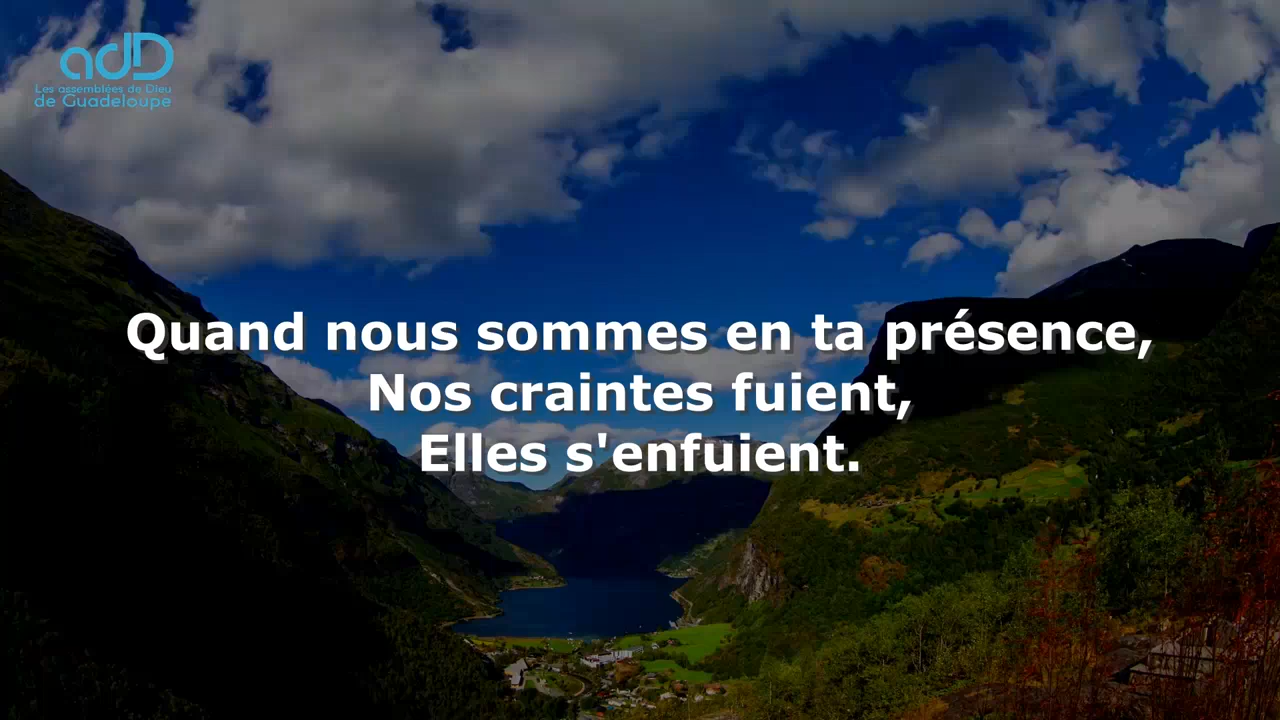 adD
Les assemblées de Dieu
de Guadeloupe
Quand nous sommes en ta présence,
Nos craintes fuient,
Elles s'enfuient.